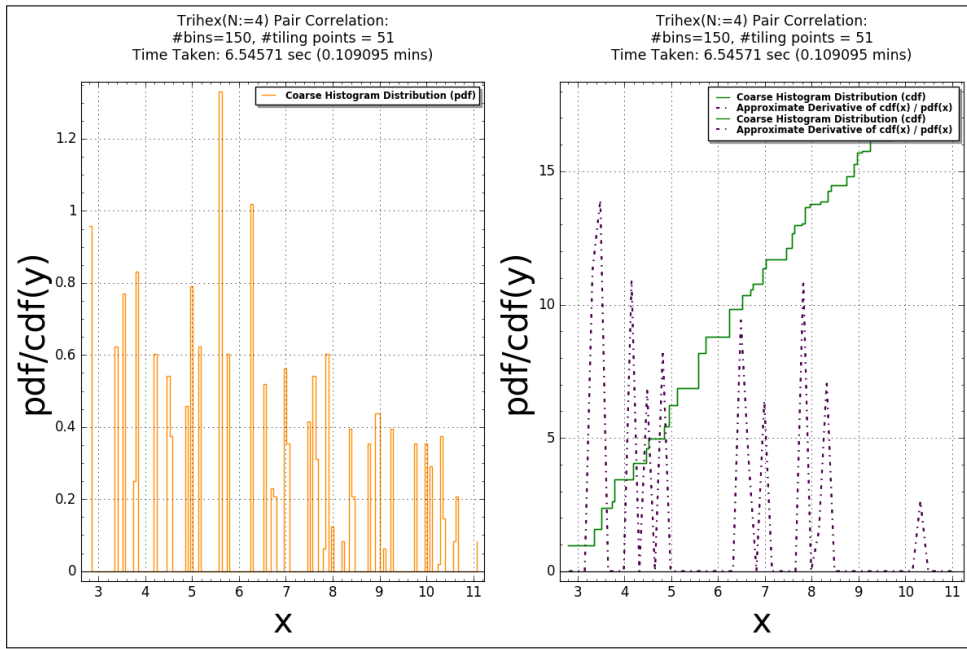 Trihex(N:=4) Pair Correlation:
#bins=150, #tiling points = 51
Time Taken: 6.54571 sec (0.109095 mins)
Coarse Histogram Distribution (pdf)
pdf/cdf(y)
1.2
1
0.8
0.6
0.4
0.2
0
3 4 5 6 7 8 9 10 11
x
Trihex(N:=4) Pair Correlation:
#bins=150, #tiling points = 51
Time Taken: 6.54571 sec (0.109095 mins)
Coarse Histogram Distribution (cdf)
Approximate Derivative of cdf(x) / pdf(x)
Coarse Histogram Distribution (cdf)
Approximate Derivative of cdf(x) / pdf(x)
pdf/cdf(y)
15
10
5
0
3 4 5 6 7 8 9 10 11
x